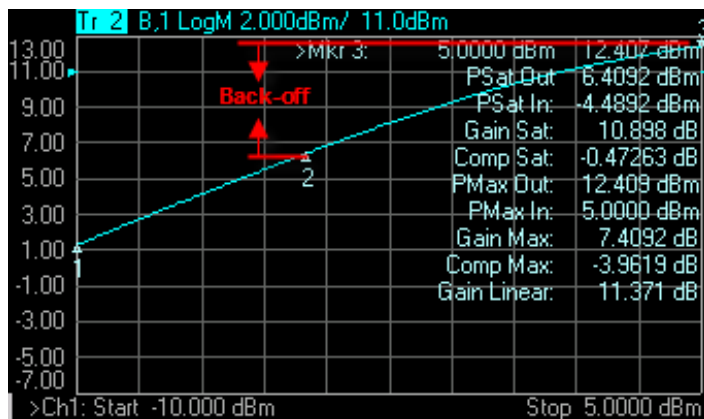 Tr 2 B,1 LogM 2.000dBm/ 11.0dBm
3
13.00
>Mkr 3: 5.0000 dBm 12.407 dBm
11.00
PSat Out 6.4092 dBm
Back-off
9.00
PSat In: -4.4892 dBm
Gain Sat: 10.898 dB
7.00
Comp Sat: -0.47263 dB
2
5.00
PMax Out: 12.409 dBm
3.00
PMax In: 5.0000 dBm
1.00
Gain Max: 7.4092 dB
1
Comp Max: -3.9619 dB
-1.00
Gain Linear: 11.371 dB
-3.00
-5.00
-7.00
>Ch1: Start -10.000 dBm Stop 5.0000 dBm